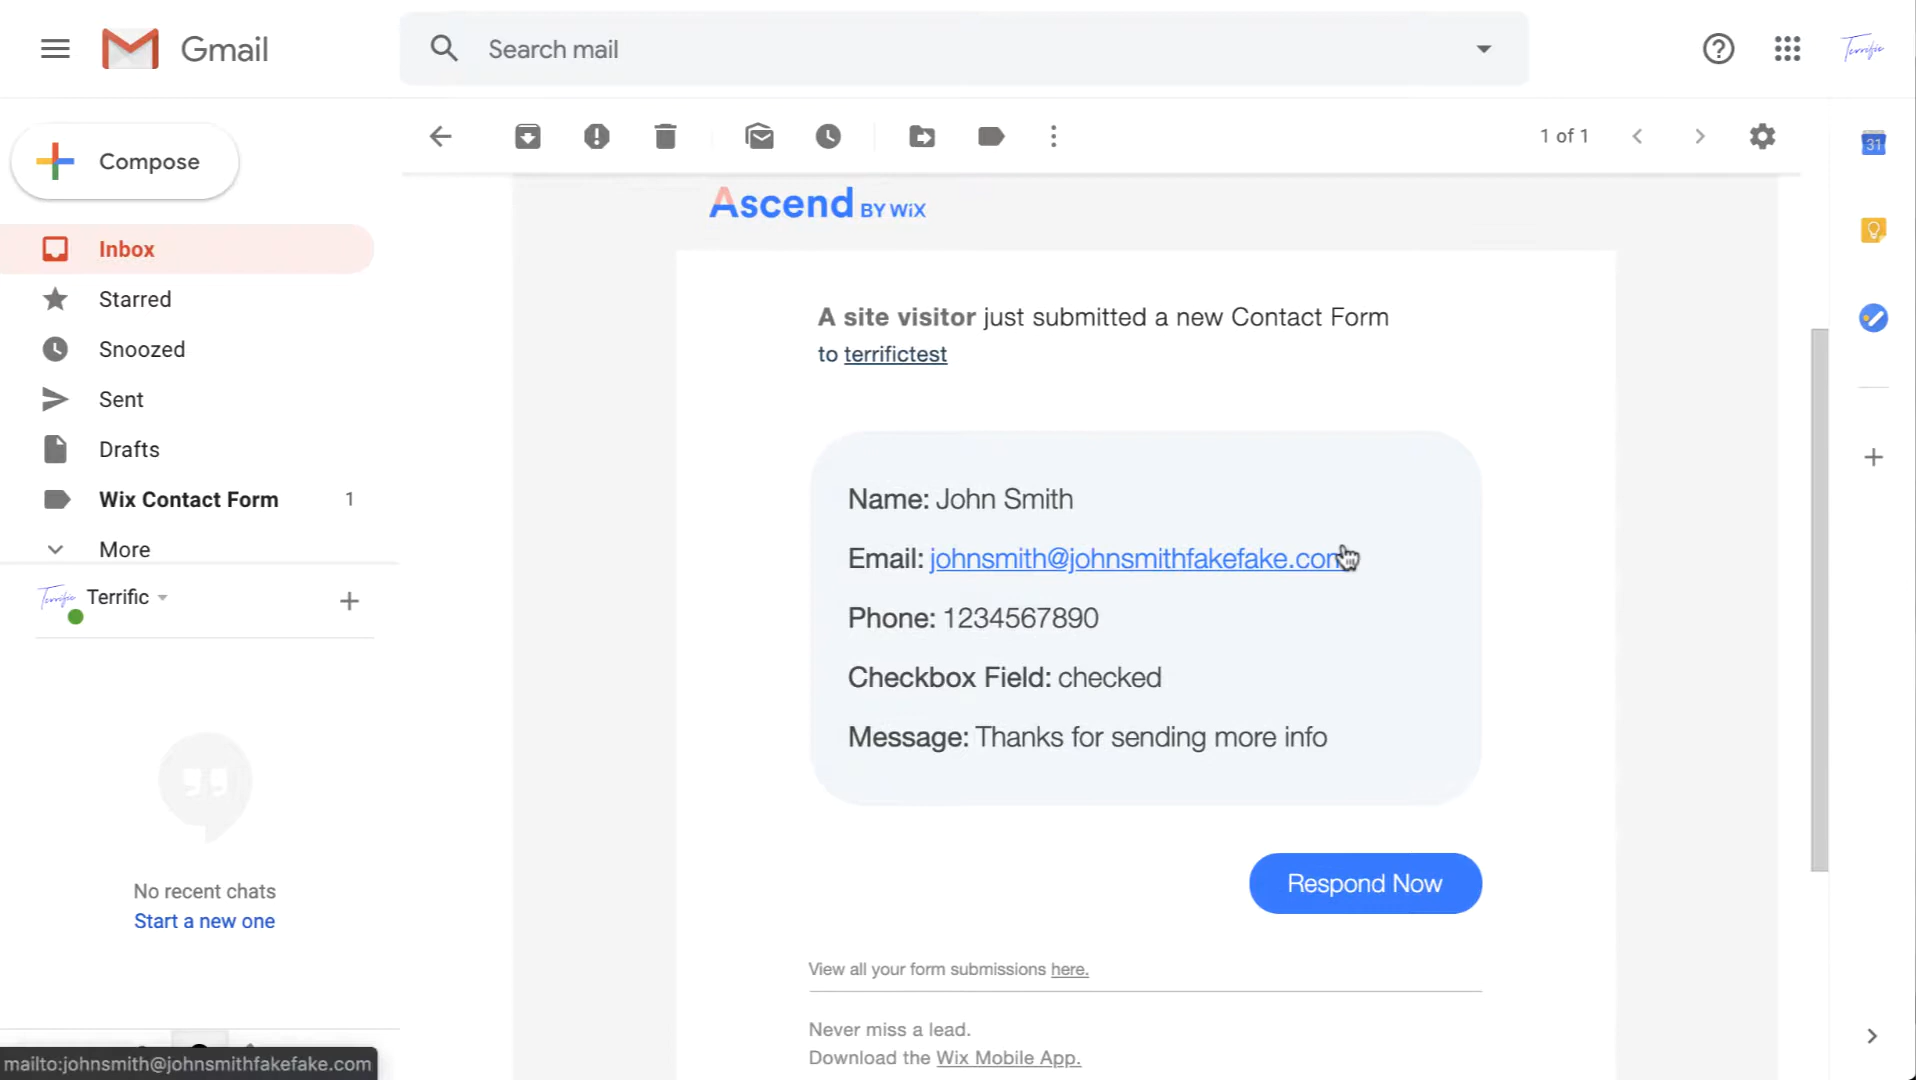 Gmail
Search mail
Terrific
Compose
1 of 1
31
Ascend BY WiX
Inbox
Starred
Snoozed
Sent
Drafts
Wix Contact Form 1
More
Terrific
Terrific
No recent chats
Start a new one
A site visitor just submitted a new Contact Form
to terrifictest
Name: John Smith
Email: johnsmith@johnsmithfakefake.com
Phone: 1234567890
Checkbox Field: checked
Message: Thanks for sending more info
Respond Now
View all your form submissions here.
Never miss a lead.
Download the Wix Mobile App.
mailto:johnsmith@johnsmithfakefake.com